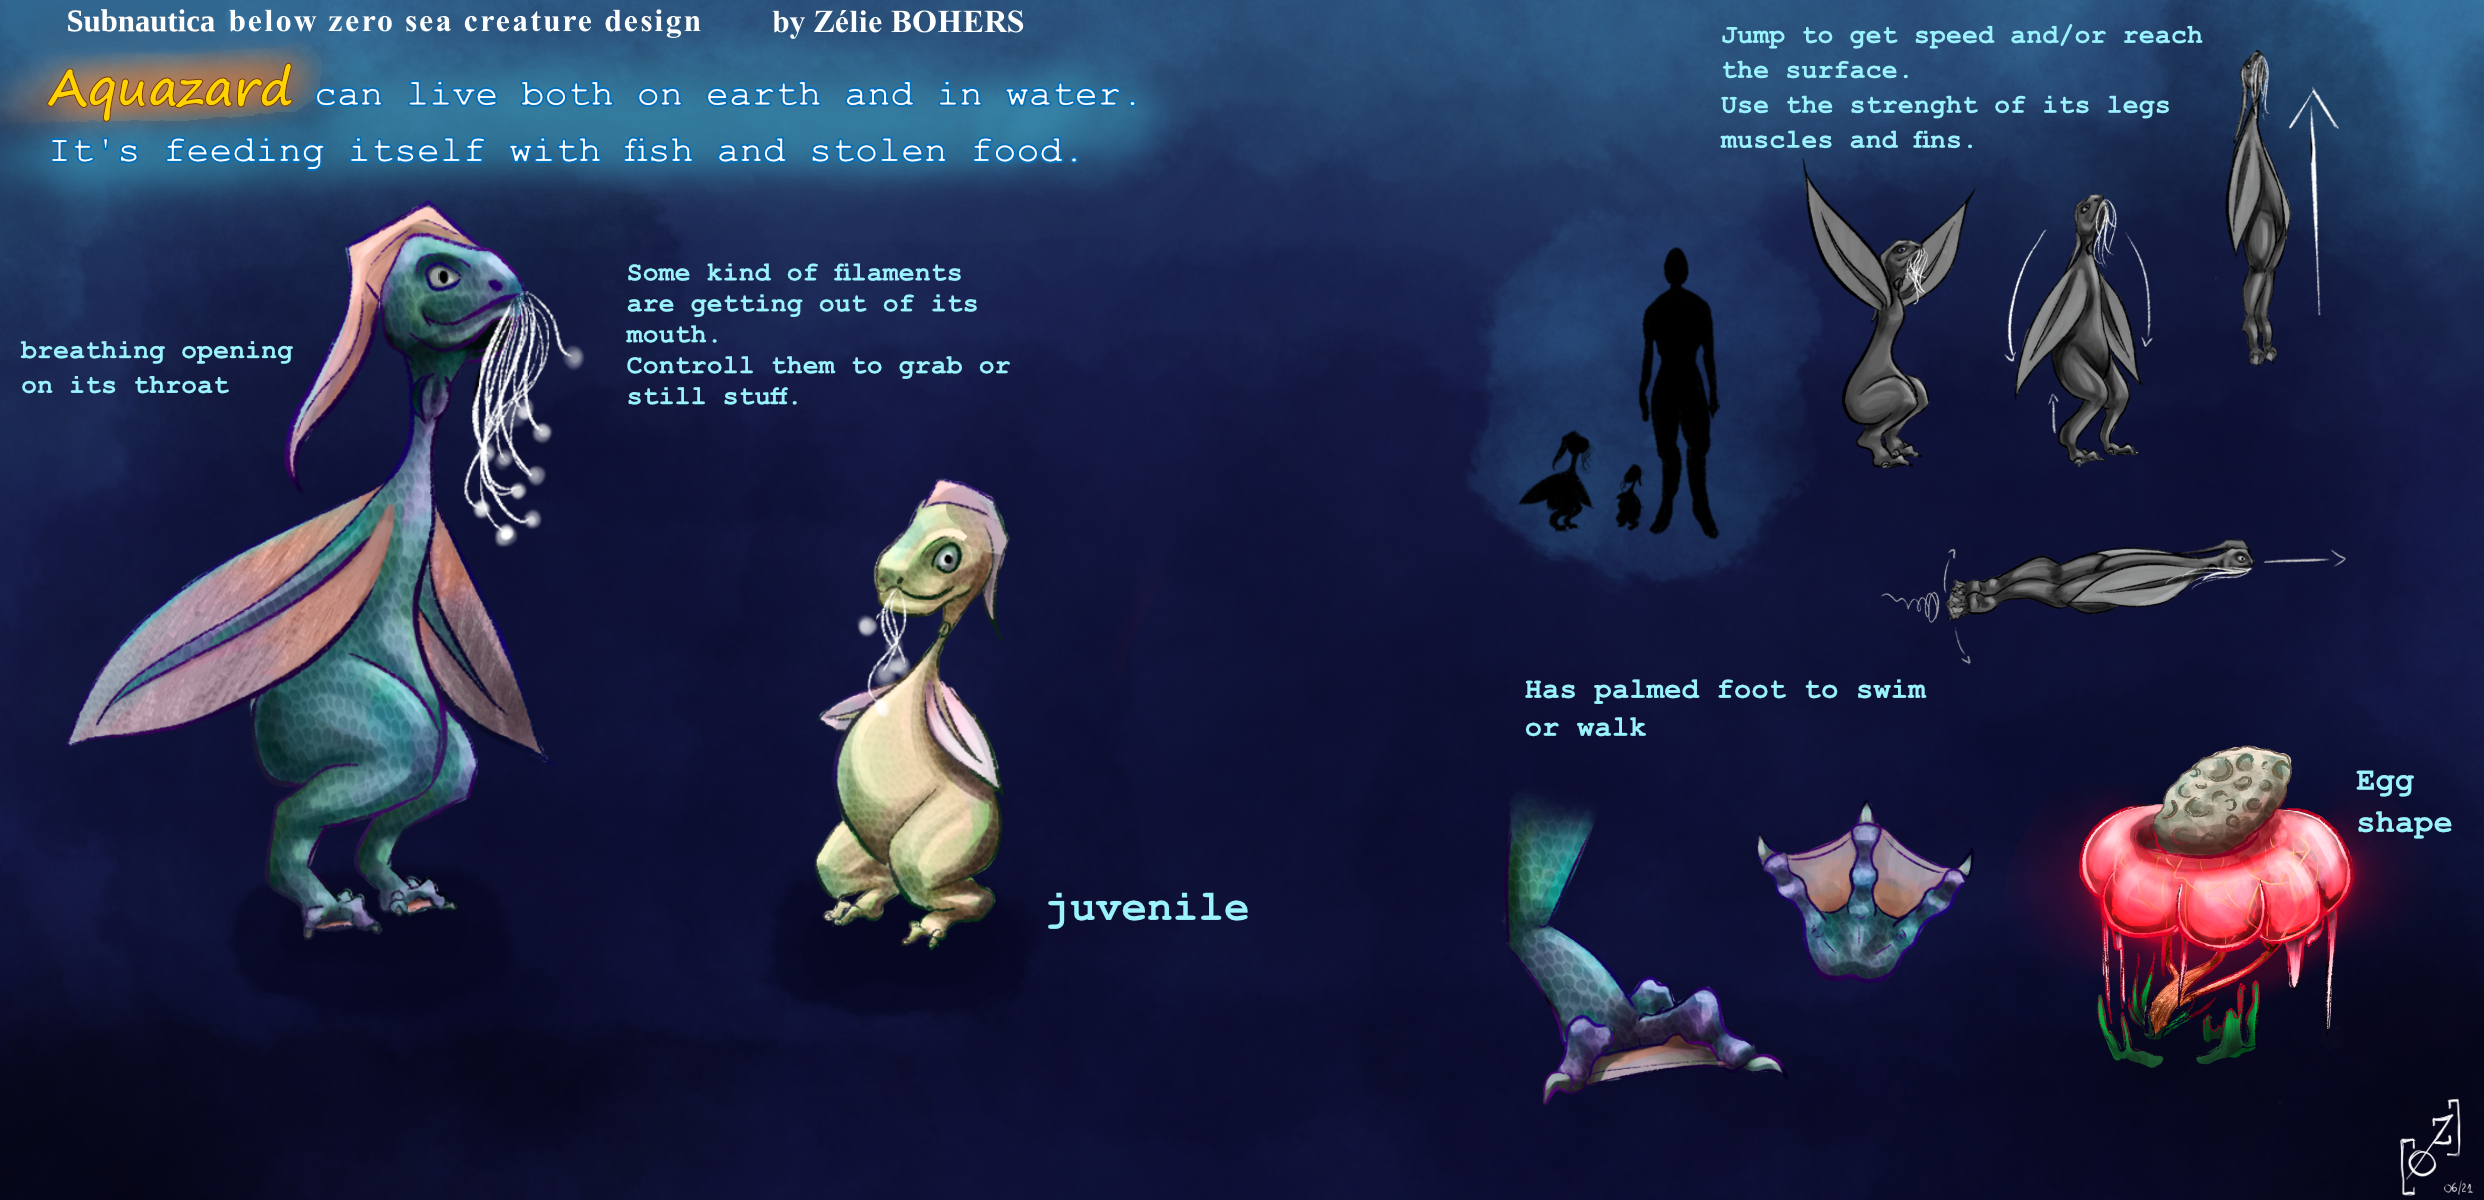 Subnautica below zero sea creature design by Zélie BOHERS
Aquazard can live both on earth and in water.
It's feeding itself with fish and stolen food.
breathing opening
on its throat
Some kind of filaments
are getting out of its
mouth.
Controll them to grab or
still stuff.
juvenile
Jump to get speed and/or reach
the surface.
Use the strenght of its legs
muscles and fins.
Has palmed foot to swim
or walk
Egg
shape
Z
06/21